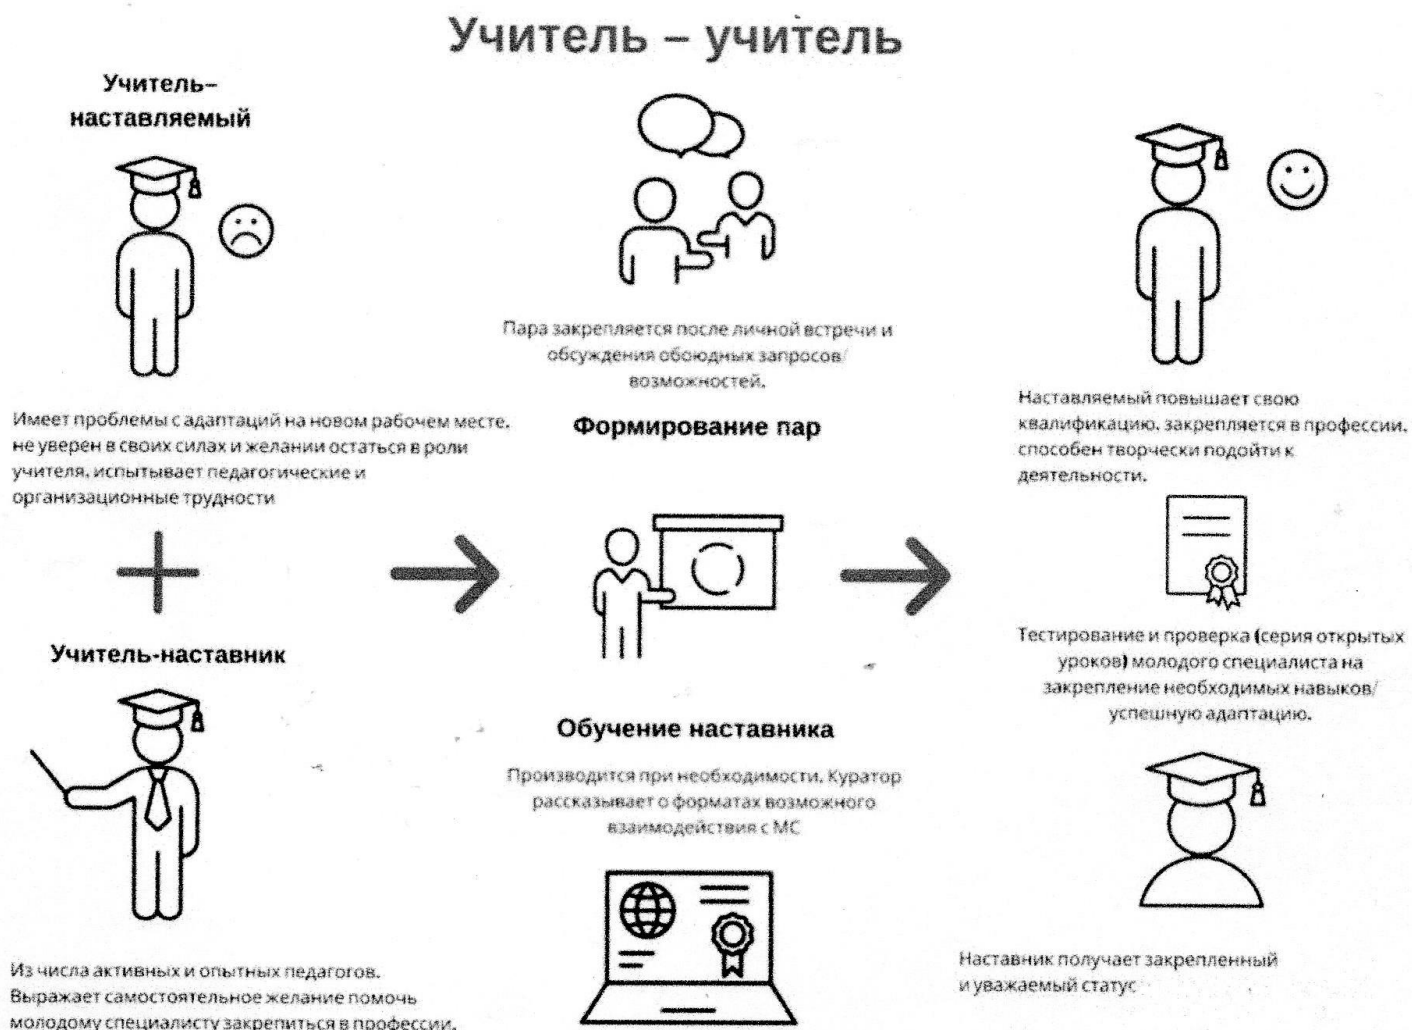 Учитель – учитель
Учитель–
наставляемый
Имеет проблемы с адаптаций на новом рабочем месте,
не уверен в своих силах и желании остаться в роли
учителя, испытывает педагогические и
организационные трудности
Учитель-наставник
Из числа активных и опытных педагогов.
Выражает самостоятельное желание помочь
молодому специалисту закрепиться в профессии.
Пара закрепляется после личной встречи и
обсуждения обоюдных запросов/
возможностей.
Формирование пар
Обучение наставника
Производится при необходимости. Куратор
рассказывает о форматах возможного
взаимодействия с МС
Наставляемый повышает свою
квалификацию, закрепляется в профессии,
способен творчески подойти к
деятельности.
Тестирование и проверка (серия открытых
уроков) молодого специалиста на
закрепление необходимых навыков/
успешную адаптацию.
Наставник получает закрепленный
и уважаемый статус